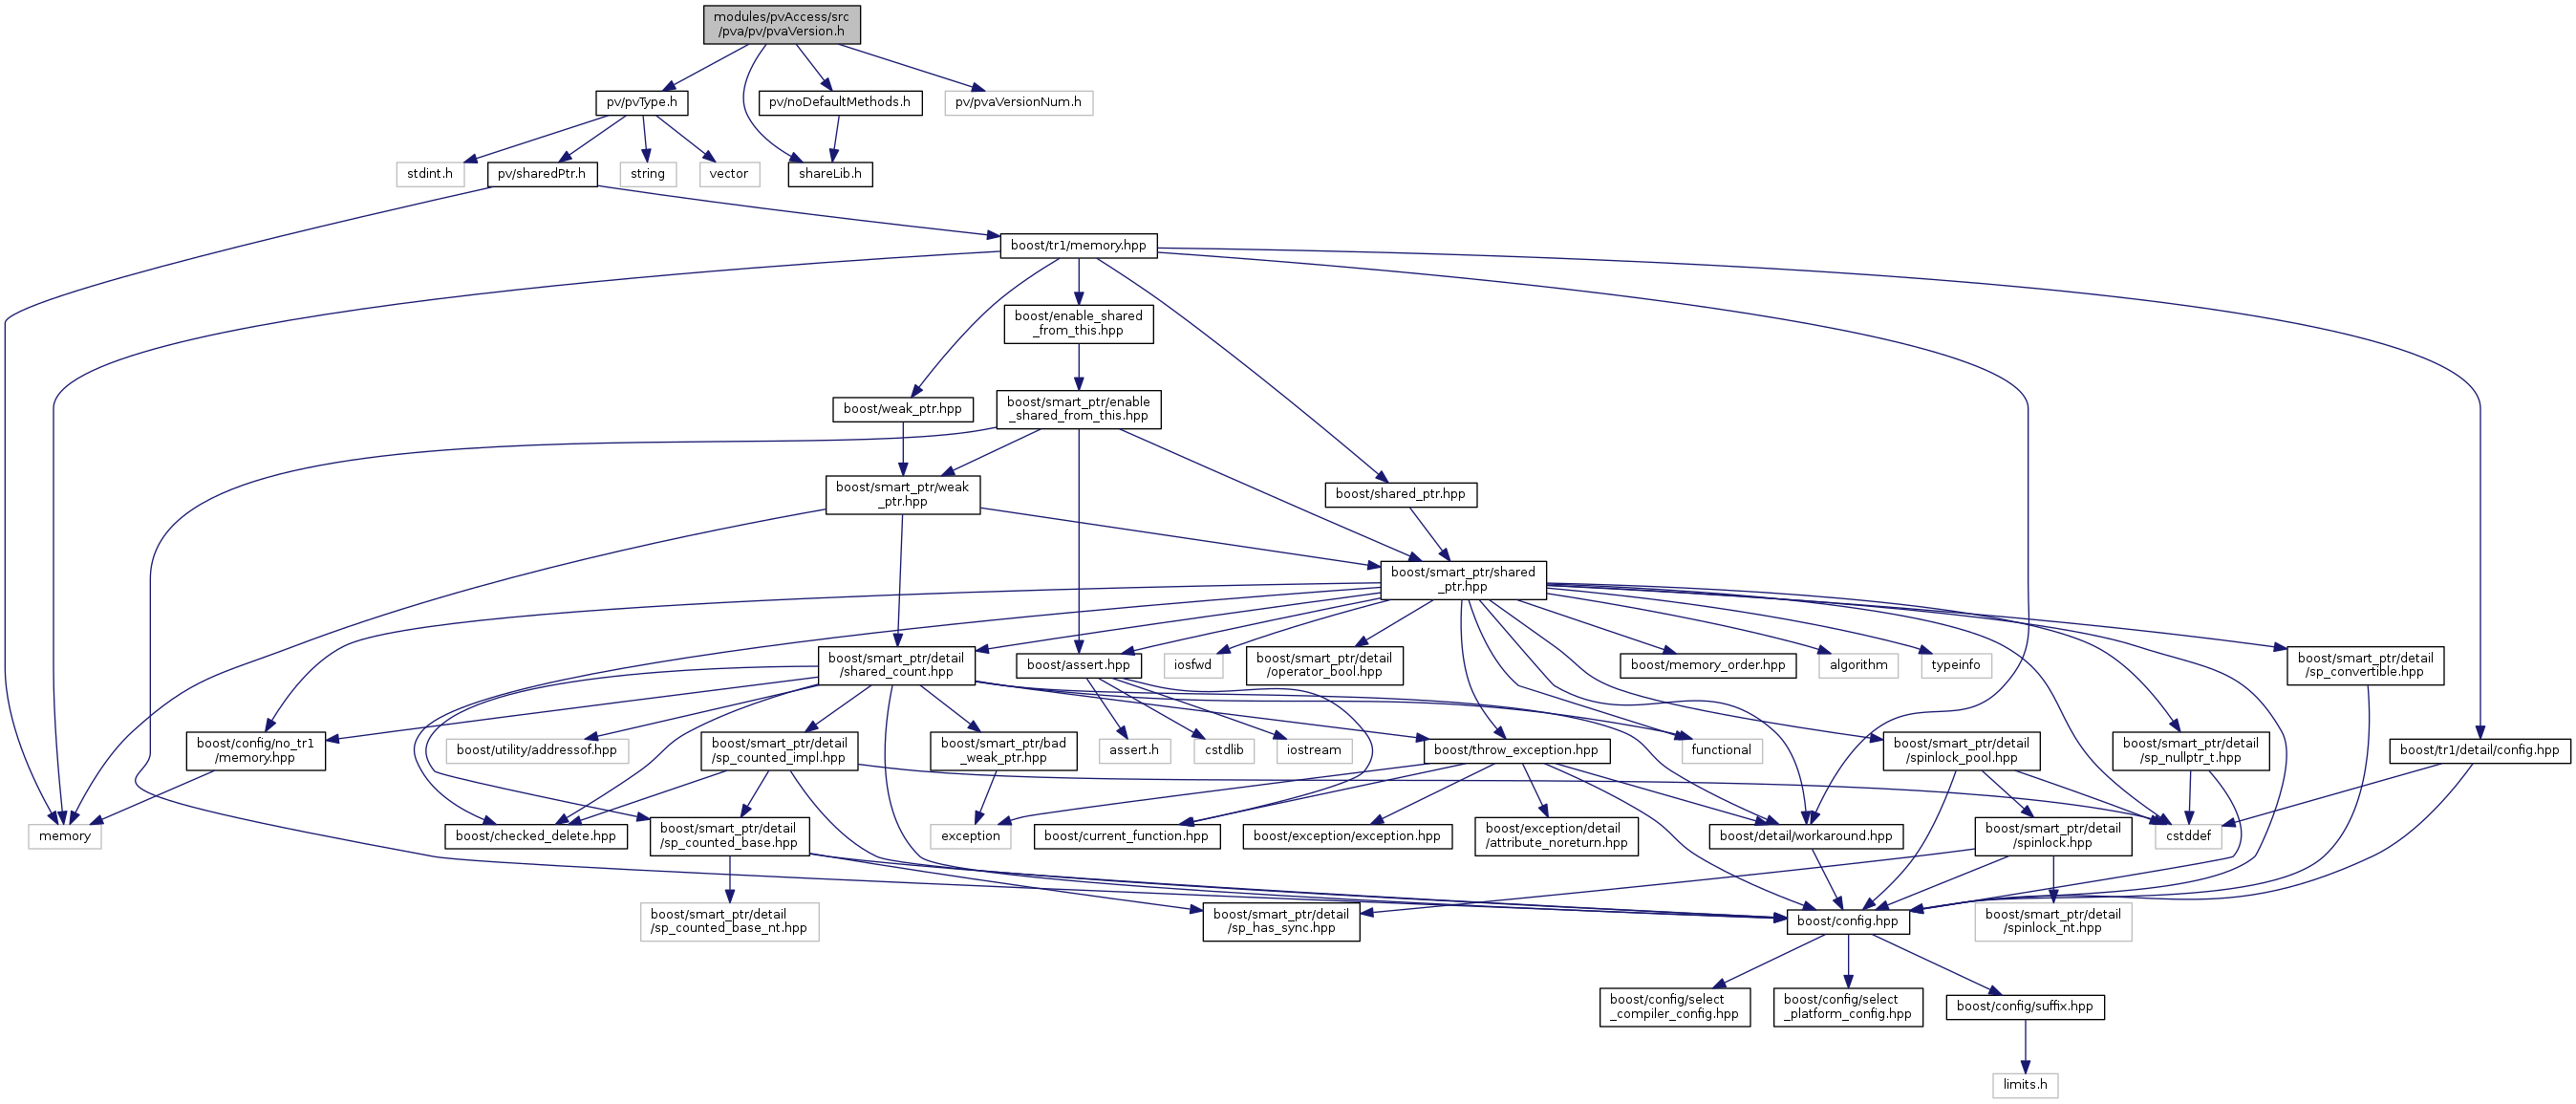 modules/pvAccess/src
/pva/pv/pvaVersion.h
pv/pvType.h
pv/noDefaultMethods.h
pv/pvaVersionNum.h
stdint.h
pv/sharedPtr.h
string
vector
shareLib.h
boost/tr1/memory.hpp
boost/enable_shared
_from_this.hpp
boost/weak_ptr.hpp
boost/smart_ptr/enable
_shared_from_this.hpp
boost/smart_ptr/weak
_ptr.hpp
boost/shared_ptr.hpp
boost/smart_ptr/shared
_ptr.hpp
boost/smart_ptr/detail
/shared_count.hpp
boost/assert.hpp
iosfwd
boost/smart_ptr/detail
/operator_bool.hpp
boost/memory_order.hpp
algorithm
typeinfo
boost/smart_ptr/detail
/sp_convertible.hpp
boost/config/no_tr1
/memory.hpp
boost/utility/addressof.hpp
boost/smart_ptr/detail
/sp_counted_impl.hpp
boost/smart_ptr/bad
_weak_ptr.hpp
assert.h
cstdlib
iostream
boost/throw_exception.hpp
functional
boost/smart_ptr/detail
/spinlock_pool.hpp
boost/smart_ptr/detail
/sp_nullptr_t.hpp
boost/tr1/detail/config.hpp
memory
boost/checked_delete.hpp
boost/smart_ptr/detail
/sp_counted_base.hpp
exception
boost/current_function.hpp
boost/exception/exception.hpp
boost/exception/detail
/attribute_noreturn.hpp
boost/detail/workaround.hpp
boost/smart_ptr/detail
/spinlock.hpp
cstddef
boost/smart_ptr/detail
/sp_counted_base_nt.hpp
boost/smart_ptr/detail
/sp_has_sync.hpp
boost/config.hpp
boost/smart_ptr/detail
/spinlock_nt.hpp
boost/config/select
_compiler_config.hpp
boost/config/select
_platform_config.hpp
boost/config/suffix.hpp
limits.h